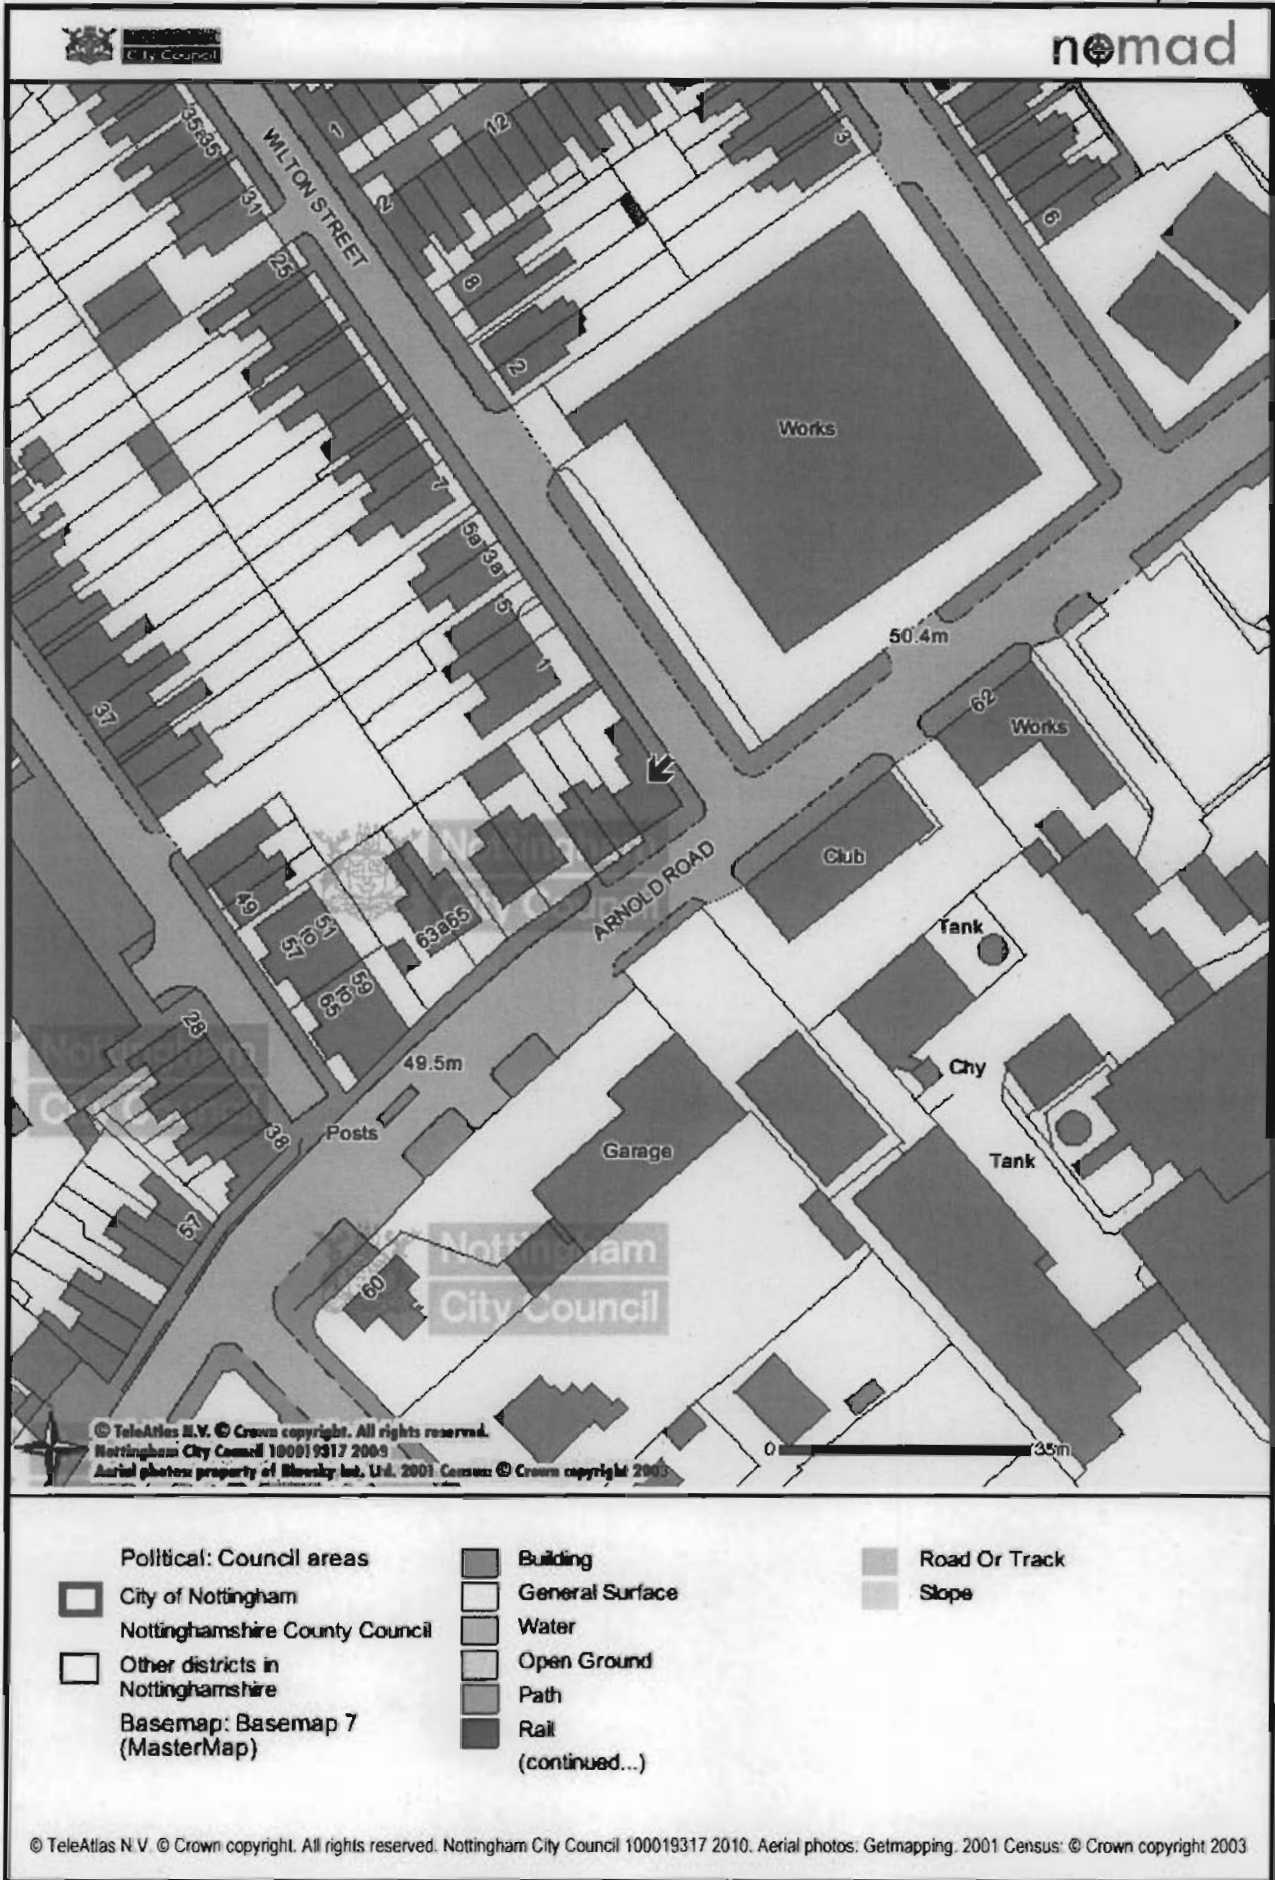 City Council
nomad
35a35
31
WILTON STREET
1
12
2
3
6
25
8
2
Works
7
5a
3a
5
1
50.4m
62
Works
37
Nottingham
City Council
Club
ARNOLD ROAD
49
51
to
57
59
to
65
63a65
Tank
28
Nottingham
City Council
49.5m
Chy
38
Posts
Garage
Tank
57
Nottingham
City Council
60
© TeleAtlas N.V. © Crown copyright. All rights reserved.
Nottingham City Council 100019317 2009
Aerial photos: property of Bluesky Int. Ltd. 2001 Census: © Crown copyright 2003
0 35m
Political: Council areas
City of Nottingham
Nottinghamshire County Council
Other districts in
Nottinghamshire
Basemap: Basemap 7
(MasterMap)
Building
General Surface
Water
Open Ground
Path
Rail
(continued...)
Road Or Track
Slope
© TeleAtlas N.V. © Crown copyright. All rights reserved. Nottingham City Council 100019317 2010. Aerial photos: Getmapping. 2001 Census: © Crown copyright 2003